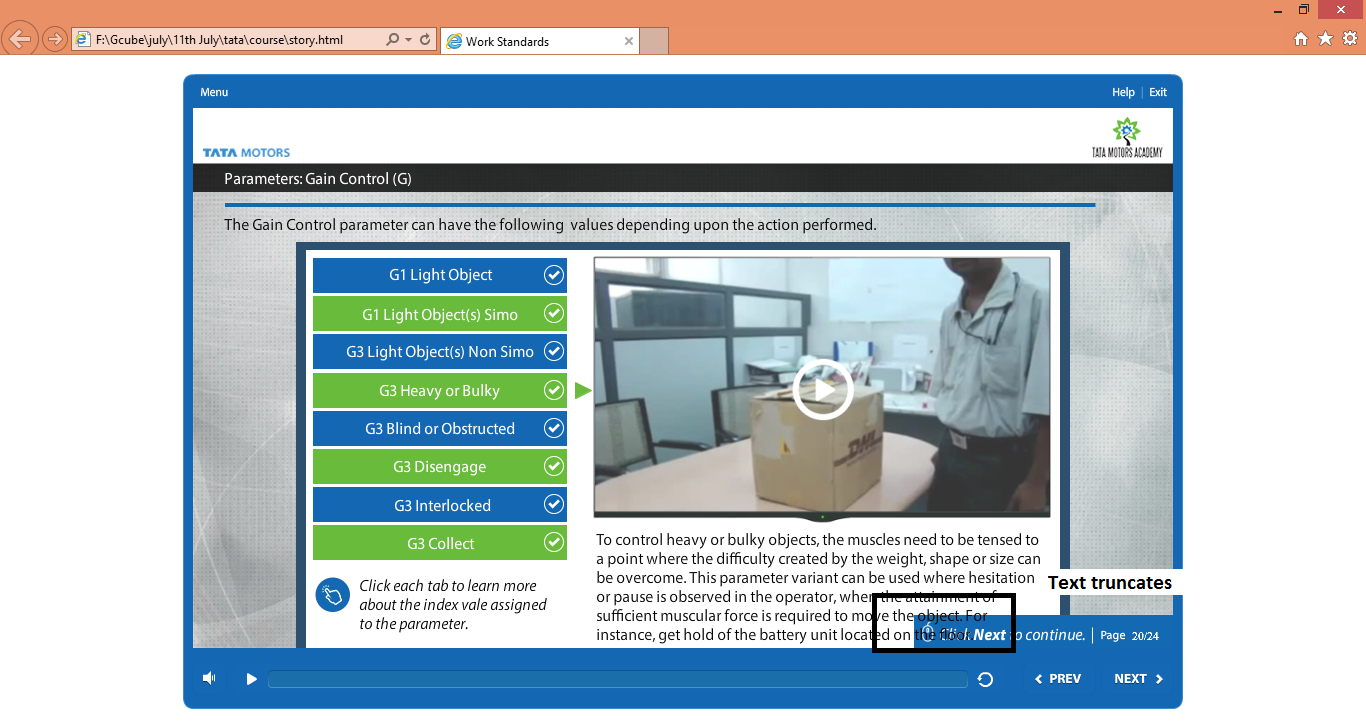 F:\Gcube\july\11th July\tata\course\story.html
Work Standards
Menu
Help | Exit
TATA MOTORS
TATA MOTORS ACADEMY
Parameters: Gain Control (G)
The Gain Control parameter can have the following  values depending upon the action performed.
G1 Light Object
G1 Light Object(s) Simo
G3 Light Object(s) Non Simo
G3 Heavy or Bulky
G3 Blind or Obstructed
G3 Disengage
G3 Interlocked
G3 Collect
Click each tab to learn more
about the index vale assigned
to the parameter.
DHL
To control heavy or bulky objects, the muscles need to be tensed to
a point where the difficulty created by the weight, shape or size can
be overcome. This parameter variant can be used where hesitation
or pause is observed in the operator, when the attainment of
sufficient muscular force is required to move the object. For
instance, get hold of the battery unit located on the floor.
Text truncates
Click Next to continue. | Page 20/24
PREV
NEXT